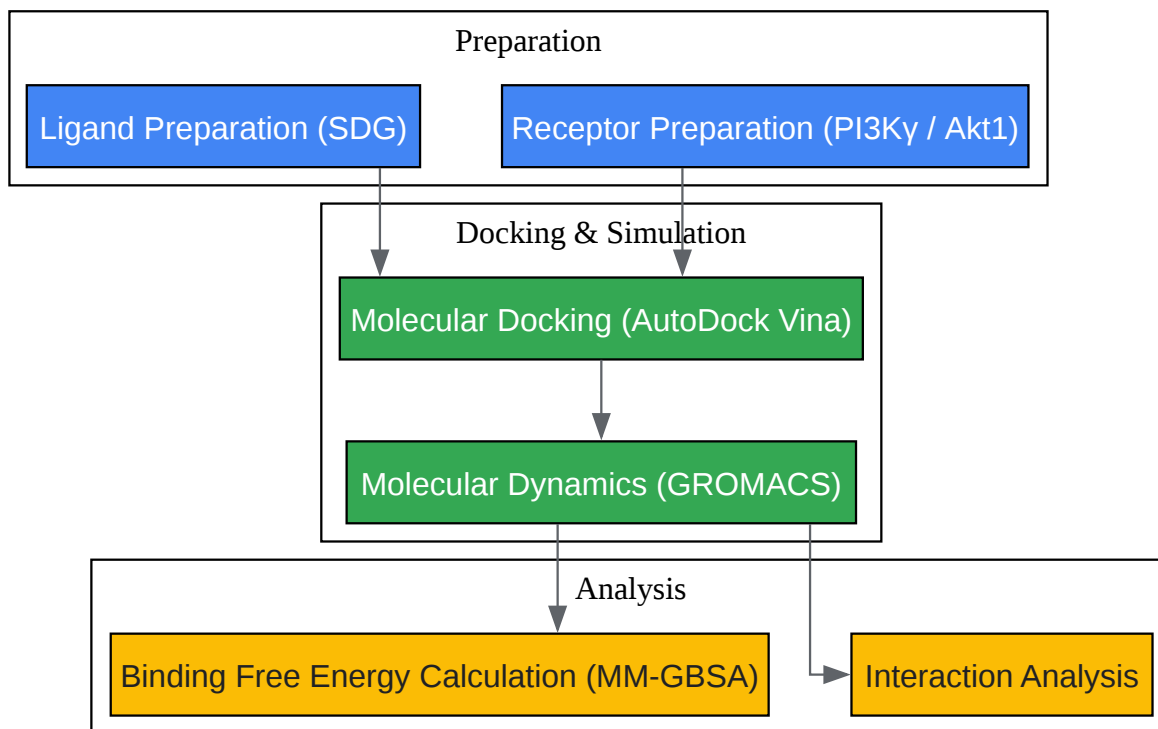 Preparation
Ligand Preparation (SDG)
Receptor Preparation (PI3Kγ / Akt1)
Docking & Simulation
Molecular Docking (AutoDock Vina)
Molecular Dynamics (GROMACS)
Analysis
Binding Free Energy Calculation (MM-GBSA)
Interaction Analysis